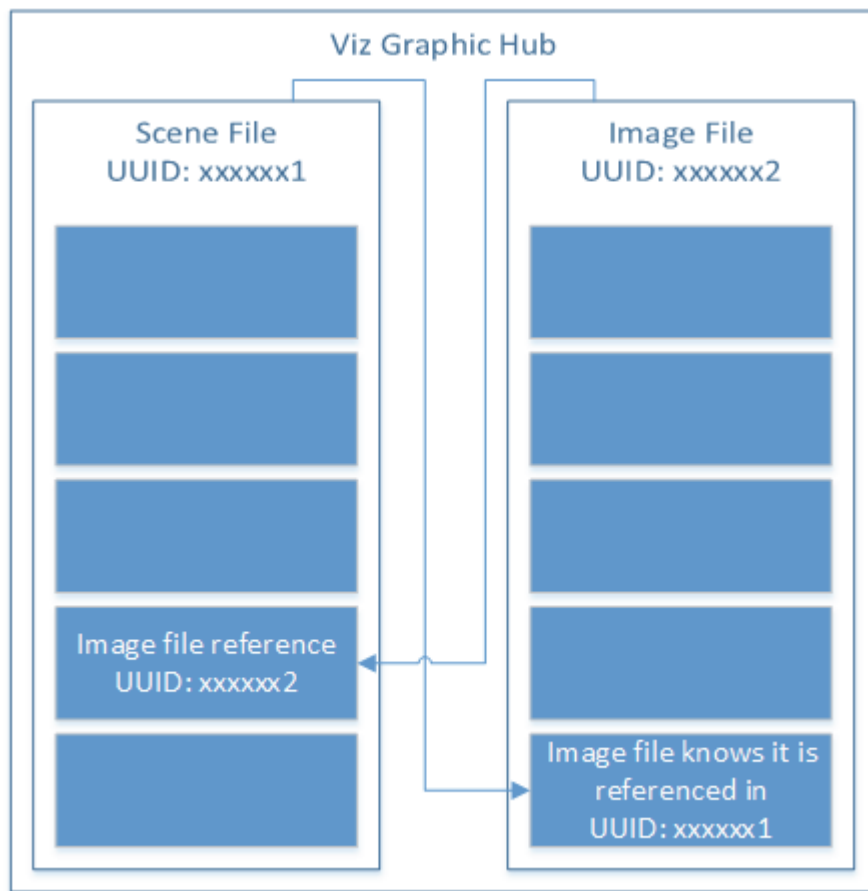 Viz Graphic Hub
Scene File
UUID: xxxxxx1
Image file reference
UUID: xxxxxx2
Image File
UUID: xxxxxx2
Image file knows it is
referenced in
UUID: xxxxxx1